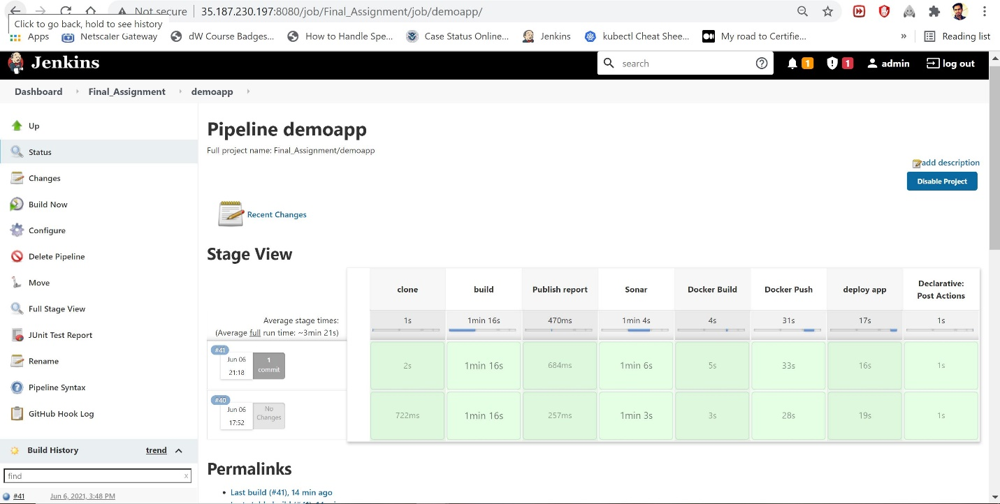 Not secure
35.187.230.197:8080/job/Final_Assignment/job/demoapp/
Click to go back, hold to see history
Apps
Netscaler Gateway
dW Course Badges...
How to Handle Spe...
Case Status Online...
Jenkins
kubectl Cheat Shee...
My road to Certifie...
»
Reading list
Jenkins
search
1
1
admin
log out
Dashboard
Final_Assignment
demoapp
Up
Status
Changes
Build Now
Configure
Delete Pipeline
Move
Full Stage View
JUnit Test Report
Rename
Pipeline Syntax
GitHub Hook Log
Build History
trend
find
x
#41
Jun 6, 2021, 3:48 PM
Pipeline demoapp
Full project name: Final_Assignment/demoapp
add description
Disable Project
Recent Changes
Stage View
clone
build
Publish report
Sonar
Docker Build
Docker Push
deploy app
Declarative:
Post Actions
Average stage times:
(Average full run time: ~3min 21s)
1s
1min 16s
470ms
1min 4s
4s
31s
17s
1s
#41
Jun 06
21:18
1
commit
2s
1min 16s
684ms
1min 6s
5s
33s
16s
1s
#40
Jun 06
17:52
No
Changes
722ms
1min 16s
257ms
1min 3s
3s
28s
19s
1s
Permalinks
Last build (#41), 14 min ago